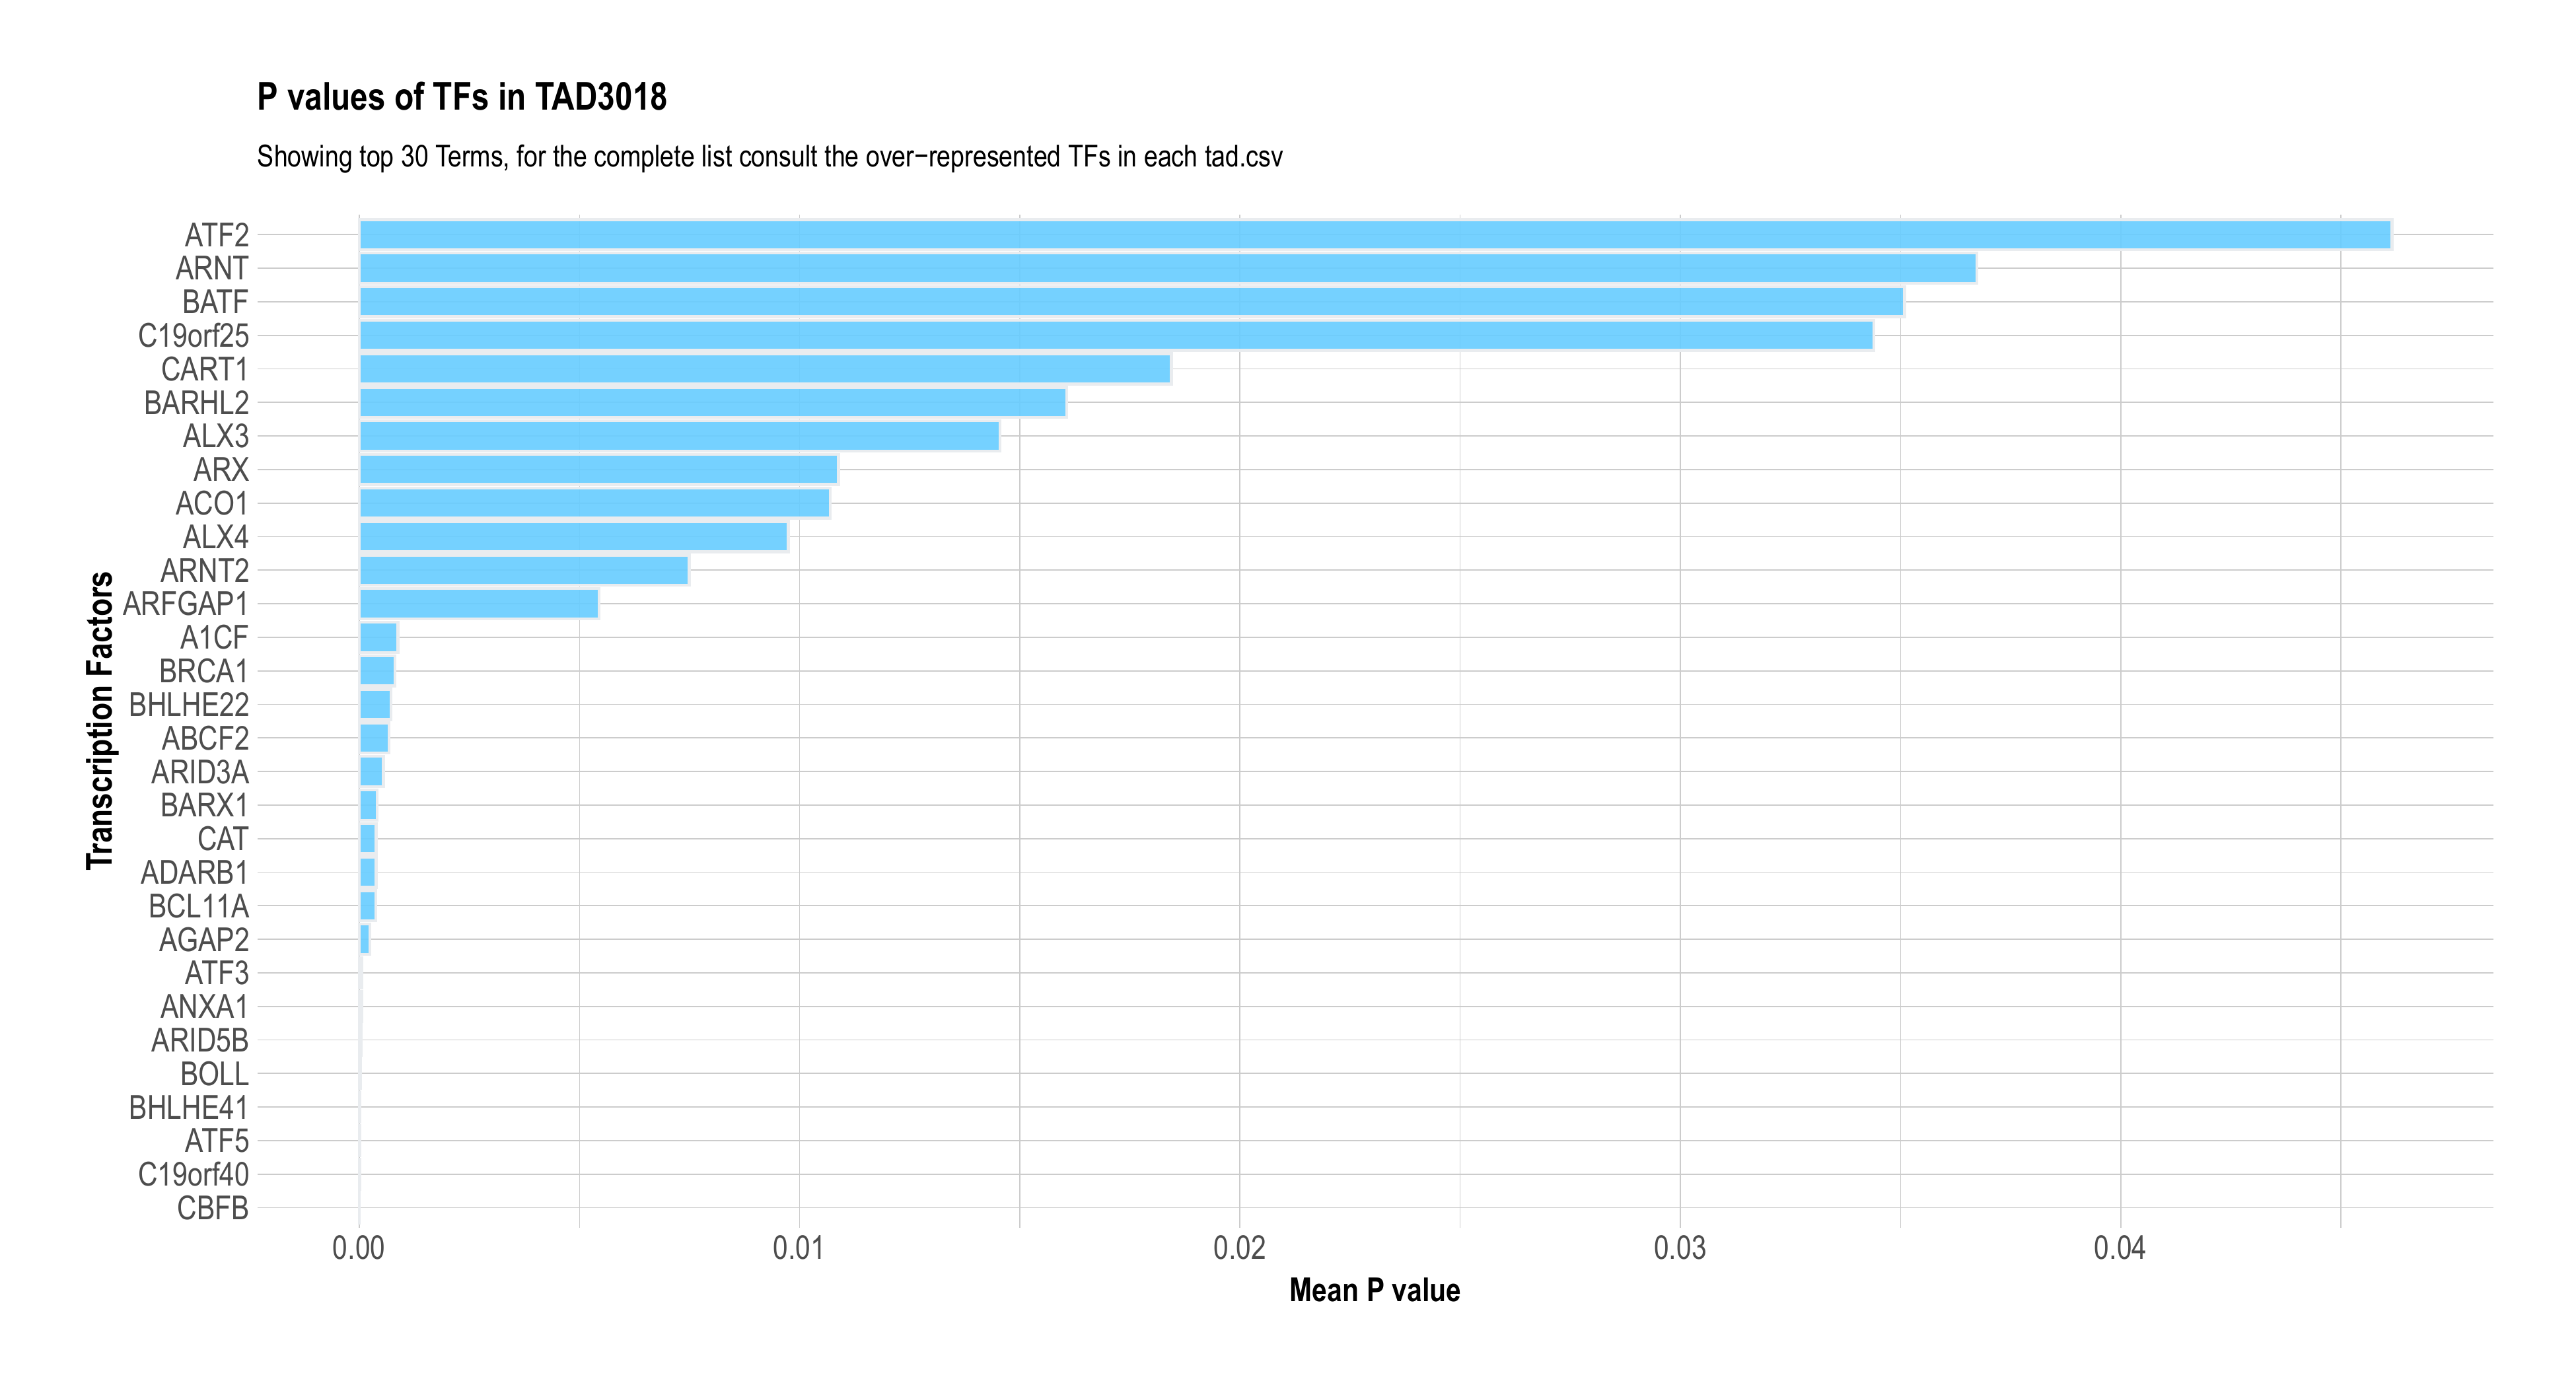 P values of TFs in TAD3018
Showing top 30 Terms, for the complete list consult the over−represented TFs in each tad.csv
Transcription Factors
ATF2
ARNT
BATF
C19orf25
CART1
BARHL2
ALX3
ARX
ACO1
ALX4
ARNT2
ARFGAP1
A1CF
BRCA1
BHLHE22
ABCF2
ARID3A
BARX1
CAT
ADARB1
BCL11A
AGAP2
ATF3
ANXA1
ARID5B
BOLL
BHLHE41
ATF5
C19orf40
CBFB
0.00 0.01 0.02 0.03 0.04
Mean P value